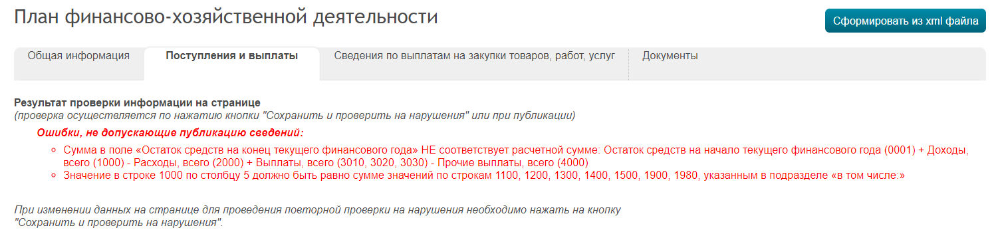 План финансово-хозяйственной деятельности
Сформировать из xml файла
Общая информация
Поступления и выплаты
Сведения по выплатам на закупки товаров, работ, услуг
Документы
Результат проверки информации на странице
(проверка осуществляется по нажатию кнопки "Сохранить и проверить на нарушения" или при публикации)
Ошибки, не допускающие публикацию сведений:
Сумма в поле «Остаток средств на конец текущего финансового года» НЕ соответствует расчетной сумме: Остаток средств на начало текущего финансового года (0001) + Доходы,
всего (1000) - Расходы, всего (2000) + Выплаты, всего (3010, 3020, 3030) - Прочие выплаты, всего (4000)
Значение в строке 1000 по столбцу 5 должно быть равно сумме значений по строкам 1100, 1200, 1300, 1400, 1500, 1900, 1980, указанным в подразделе «в том числе:»
При изменении данных на странице для проведения повторной проверки на нарушения необходимо нажать на кнопку
"Сохранить и проверить на нарушения".